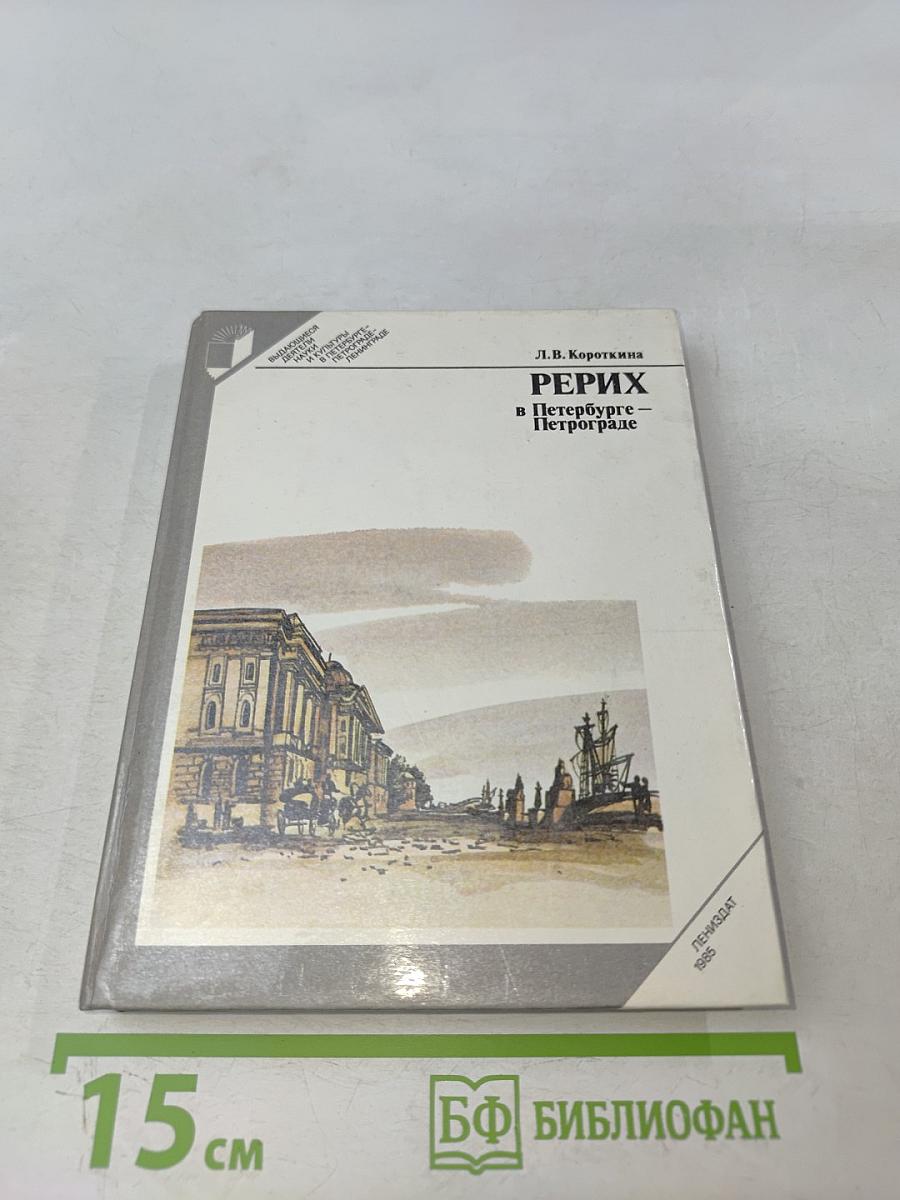 ВЫДАЮЩИЕСЯ
ДЕЯТЕЛИ
НАУКИ
И КУЛЬТУРЫ
В ПЕТЕРБУРГЕ–
ПЕТРОГРАДЕ–
ЛЕНИНГРАДЕ
Л. В. Короткина
РЕРИХ
в Петербурге —
Петрограде
ЛЕНИЗДАТ
1985
15 см
БФ БИБЛИОФАН